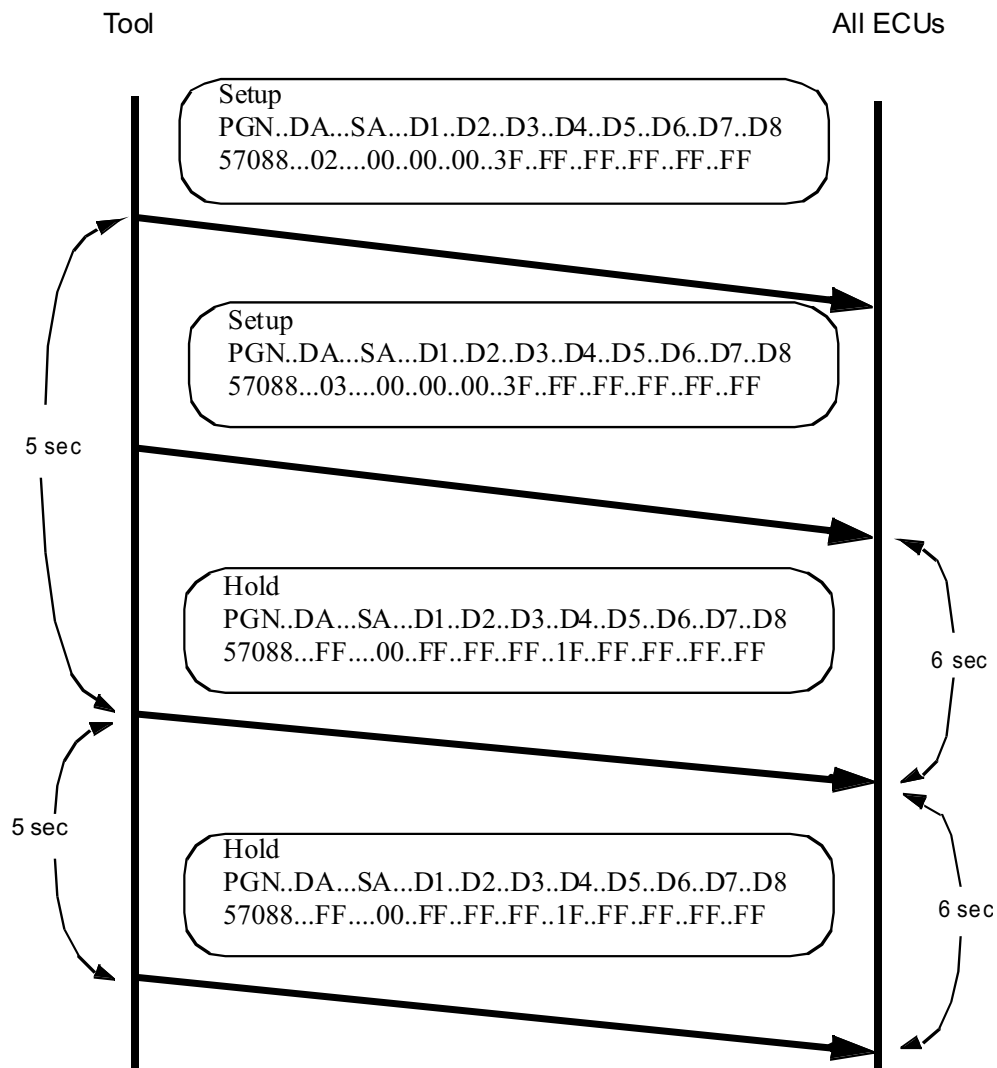 Tool
All ECUs
Setup
PGN..DA...SA...D1..D2..D3..D4..D5..D6..D7..D8
57088...02....00..00..00..3F..FF..FF..FF..FF..FF
Setup
PGN..DA...SA...D1..D2..D3..D4..D5..D6..D7..D8
57088...03....00..00..00..3F..FF..FF..FF..FF..FF
5 sec
Hold
PGN..DA...SA...D1..D2..D3..D4..D5..D6..D7..D8
57088...FF....00..FF..FF..FF..1F..FF..FF..FF..FF
6 sec
5 sec
Hold
PGN..DA...SA...D1..D2..D3..D4..D5..D6..D7..D8
57088...FF....00..FF..FF..FF..1F..FF..FF..FF..FF
6 sec